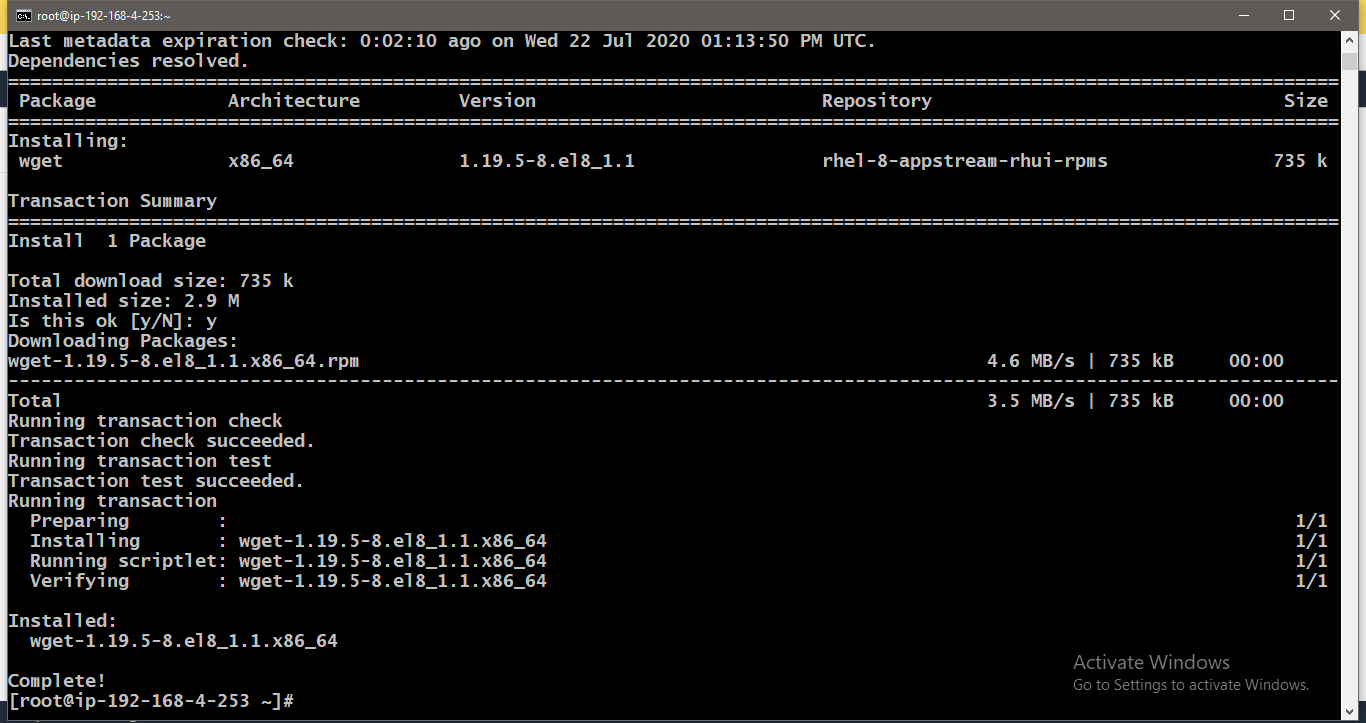 root@ip-192-168-4-253:~
Last metadata expiration check: 0:02:10 ago on Wed 22 Jul 2020 01:13:50 PM UTC.
Dependencies resolved.
================================================================================
Package Architecture Version Repository Size
================================================================================
Installing:
wget x86_64 1.19.5-8.el8_1.1 rhel-8-appstream-rhui-rpms 735 k
Transaction Summary
================================================================================
Install 1 Package
Total download size: 735 k
Installed size: 2.9 M
Is this ok [y/N]: y
Downloading Packages:
wget-1.19.5-8.el8_1.1.x86_64.rpm 4.6 MB/s | 735 kB 00:00
--------------------------------------------------------------------------------
Total 3.5 MB/s | 735 kB 00:00
Running transaction check
Transaction check succeeded.
Running transaction test
Transaction test succeeded.
Running transaction
Preparing : 1/1
Installing : wget-1.19.5-8.el8_1.1.x86_64 1/1
Running scriptlet: wget-1.19.5-8.el8_1.1.x86_64 1/1
Verifying : wget-1.19.5-8.el8_1.1.x86_64 1/1
Installed:
wget-1.19.5-8.el8_1.1.x86_64
Complete!
[root@ip-192-168-4-253 ~]#
Activate Windows
Go to Settings to activate Windows.